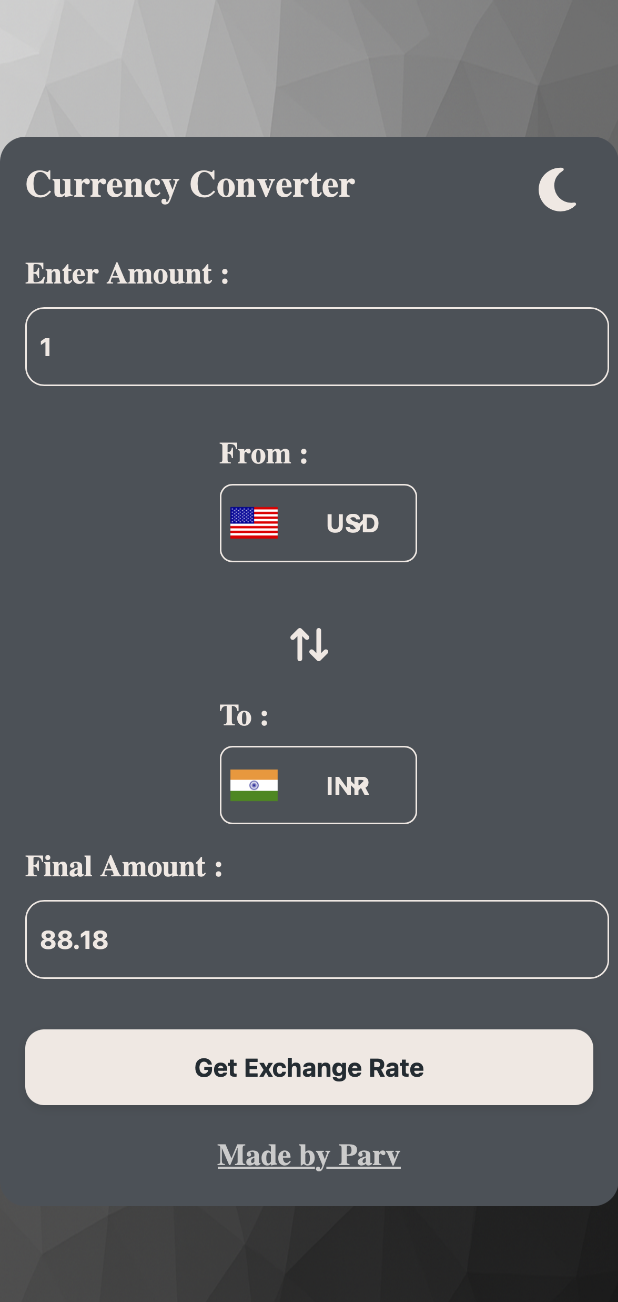 Currency Converter
Enter Amount :
1
From :
USD
To :
INR
Final Amount :
88.18
Get Exchange Rate
Made by Parv